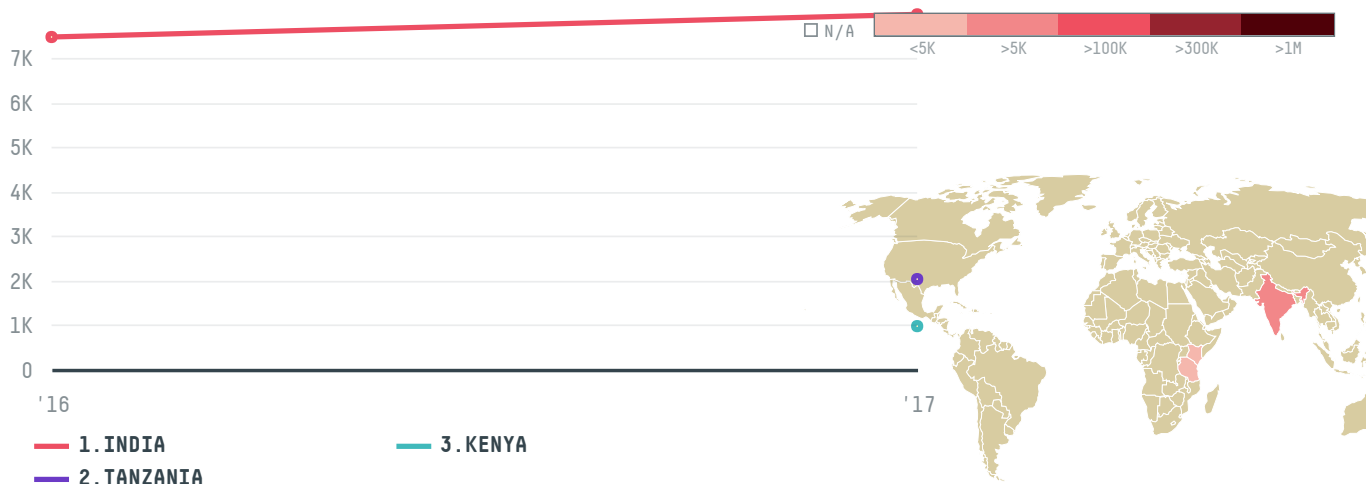 N/A
<5K >5K >100K >300K >1M
7K
6K
5K
4K
3K
2K
1K
0
'16 '17
1.INDIA 3.KENYA
2.TANZANIA